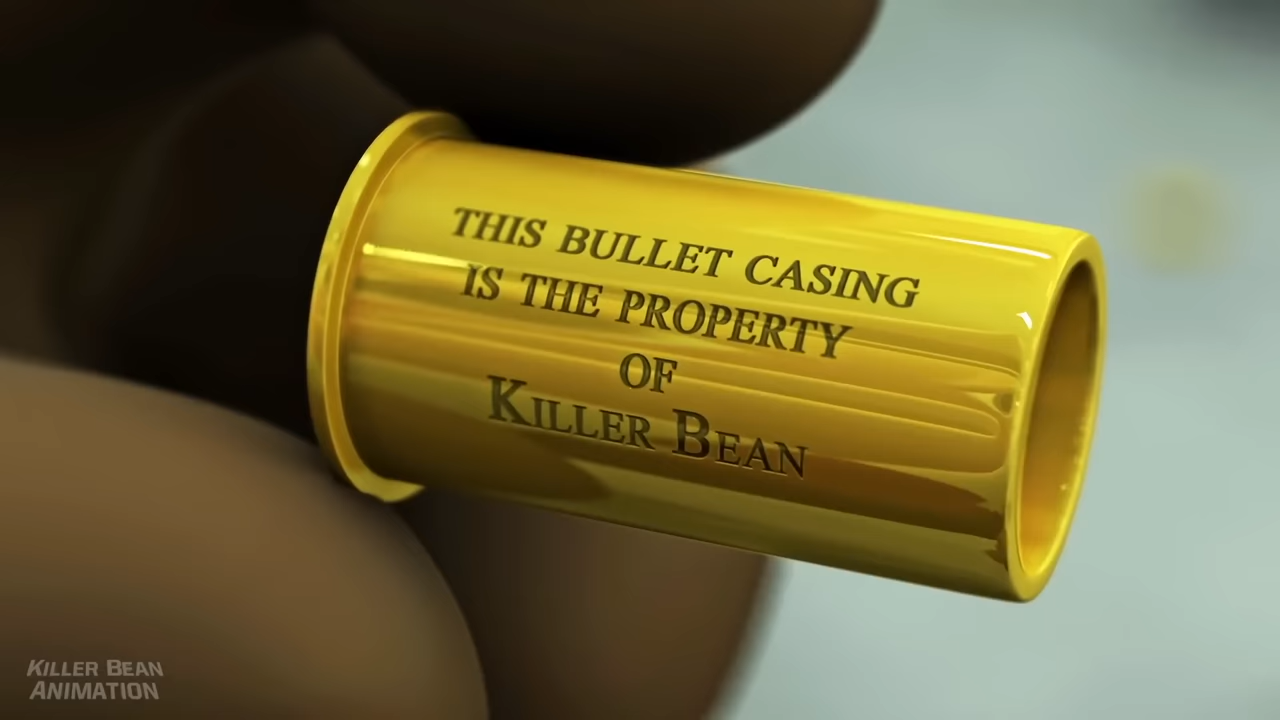 THIS BULLET CASING
IS THE PROPERTY
OF
KILLER BEAN
KILLER BEAN
ANIMATION